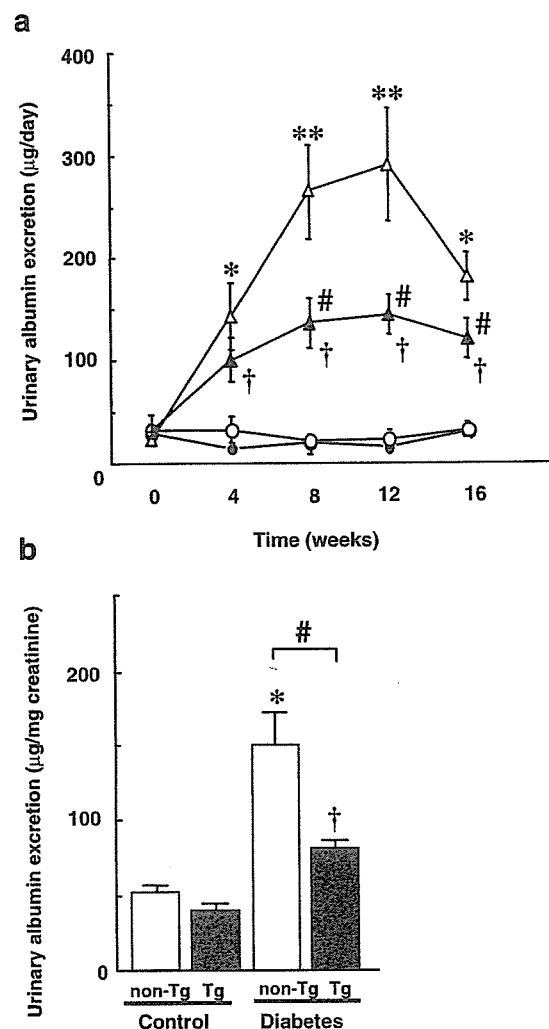 a
Urinary albumin excretion (μg/day)
400
300
200
100
0
**
**
*
*
#
#
#
†
†
†
†
0 4 8 12 16
Time (weeks)
b
Urinary albumin excretion (μg/mg creatinine)
200
100
0
#
*
†
non-Tg Tg non-Tg Tg
Control Diabetes